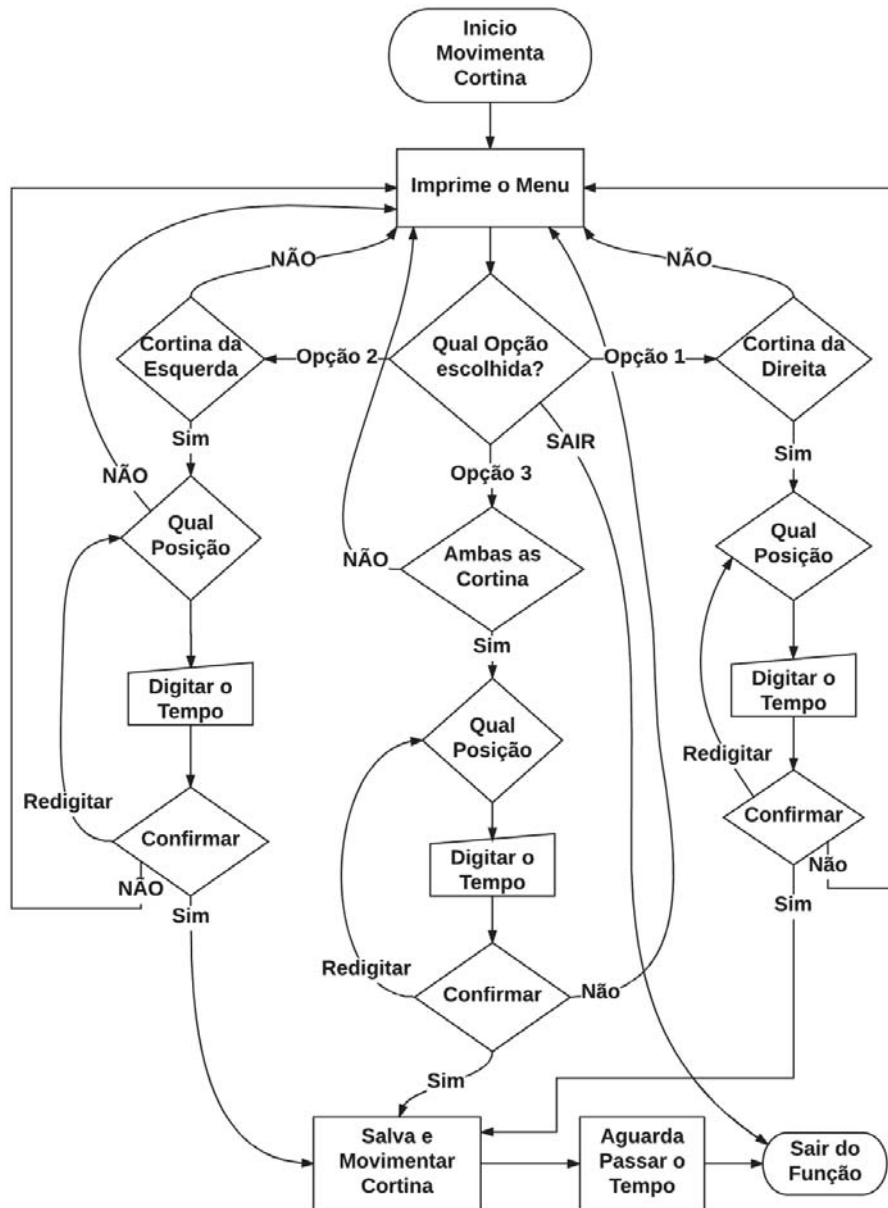 Inicio
Movimenta
Cortina
Imprime o Menu
NÃO
NÃO
Cortina da
Esquerda
Opção 2
Qual Opção
escolhida?
Opção 1
Cortina da
Direita
Sim
SAIR
Sim
NÃO
Opção 3
Qual
Posição
NÃO
Ambas as
Cortina
Qual
Posição
Sim
Digitar o
Tempo
Digitar o
Tempo
Qual
Posição
Redigitar
Redigitar
Confirmar
Confirmar
NÃO
Sim
Digitar o
Tempo
Não
Sim
Redigitar
Confirmar
Não
Sim
Salva e
Movimentar
Cortina
Aguarda
Passar o
Tempo
Sair do
Função